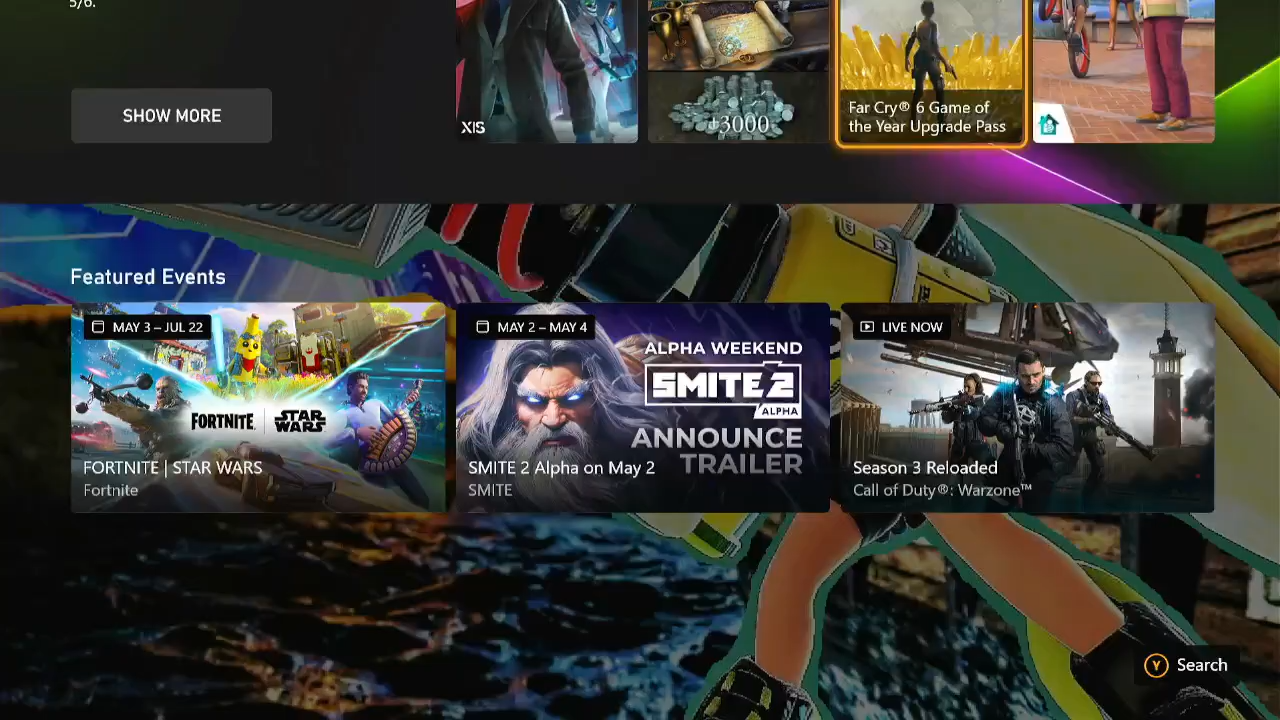 5/6.
SHOW MORE
X|S
+3000
Far Cry® 6 Game of
the Year Upgrade Pass
Featured Events
MAY 3 – JUL 22
FORTNITE | STAR WARS
FORTNITE | STAR WARS
Fortnite
MAY 2 – MAY 4
ALPHA WEEKEND
SMITE 2
ALPHA
ANNOUNCE
TRAILER
SMITE 2 Alpha on May 2
SMITE
LIVE NOW
Season 3 Reloaded
Call of Duty®: Warzone™
Y Search